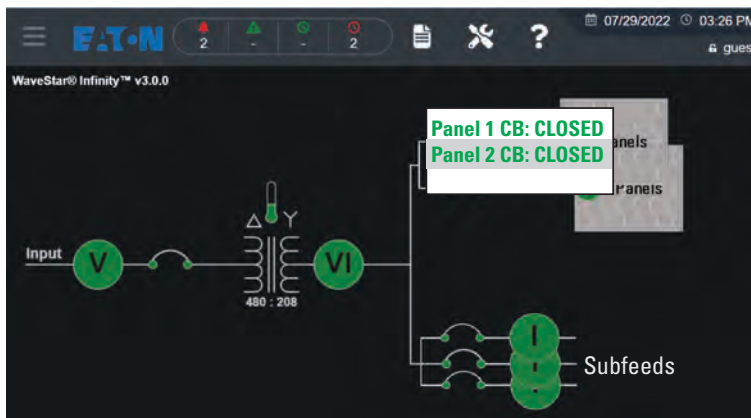 07/29/2022 03:26 PM
EATON
2 - - 2
?
gues
WaveStar® Infinity™ v3.0.0
Panel 1 CB: CLOSED
Panel 2 CB: CLOSED
anels
Panels
Input
V
VI
480 : 208
I
I
I
Subfeeds